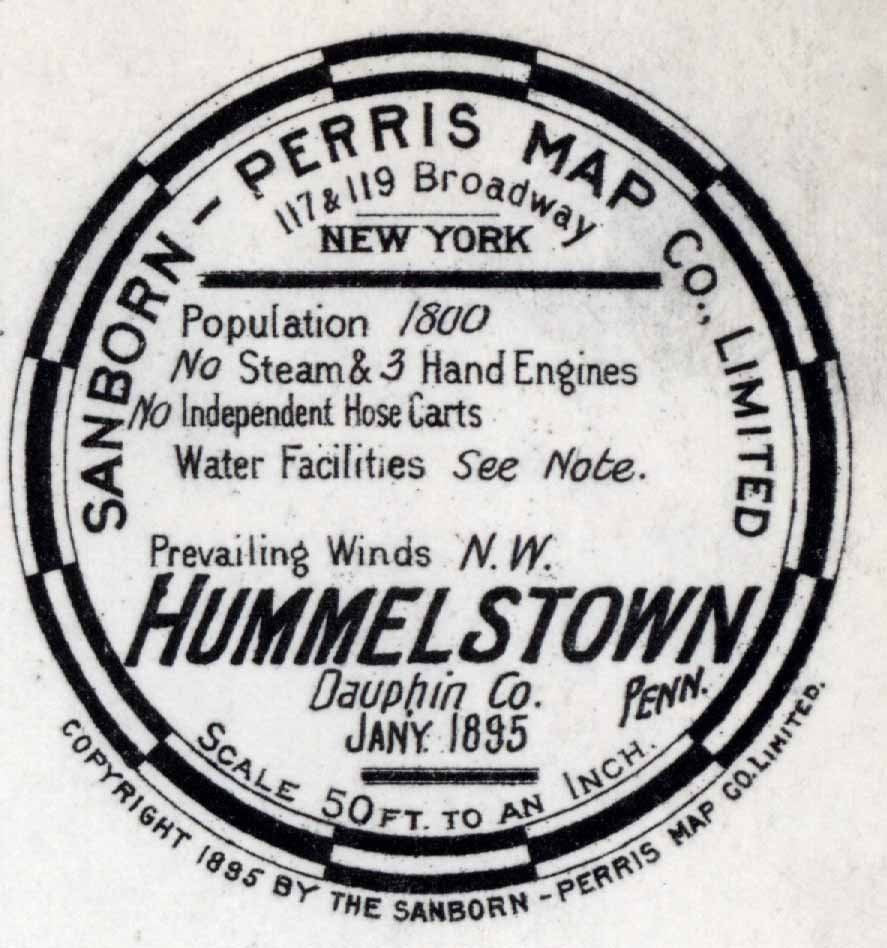 SANBORN - PERRIS MAP CO., LIMITED
117 & 119 Broadway
NEW YORK
Population 1800
No Steam & 3 Hand Engines
No Independent Hose Carts
Water Facilities See Note.
Prevailing Winds N. W.
HUMMELSTOWN
Dauphin Co. PENN.
JANY. 1895
SCALE 50 FT. TO AN INCH.
COPYRIGHT 1895 BY THE SANBORN - PERRIS MAP CO. LIMITED.